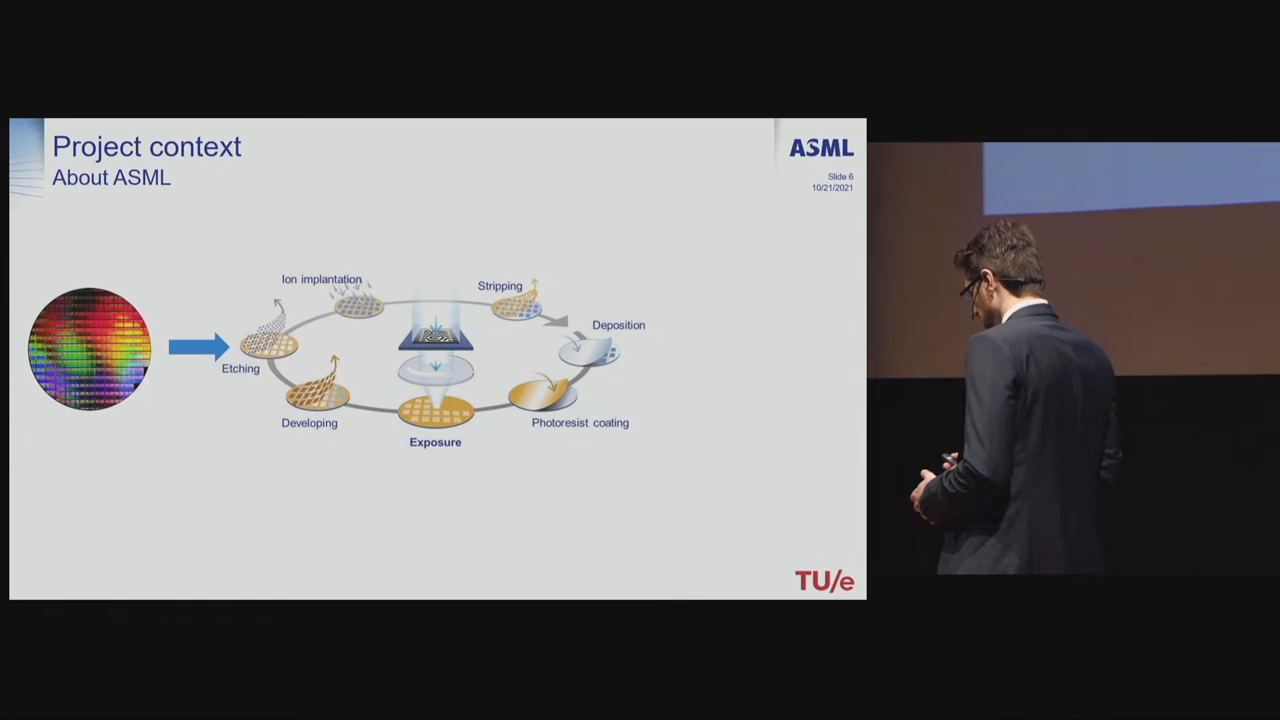 Project context
About ASML
ASML
Slide 6
10/21/2021
Ion implantation
Stripping
Deposition
Etching
Developing
Exposure
Photoresist coating
TU/e